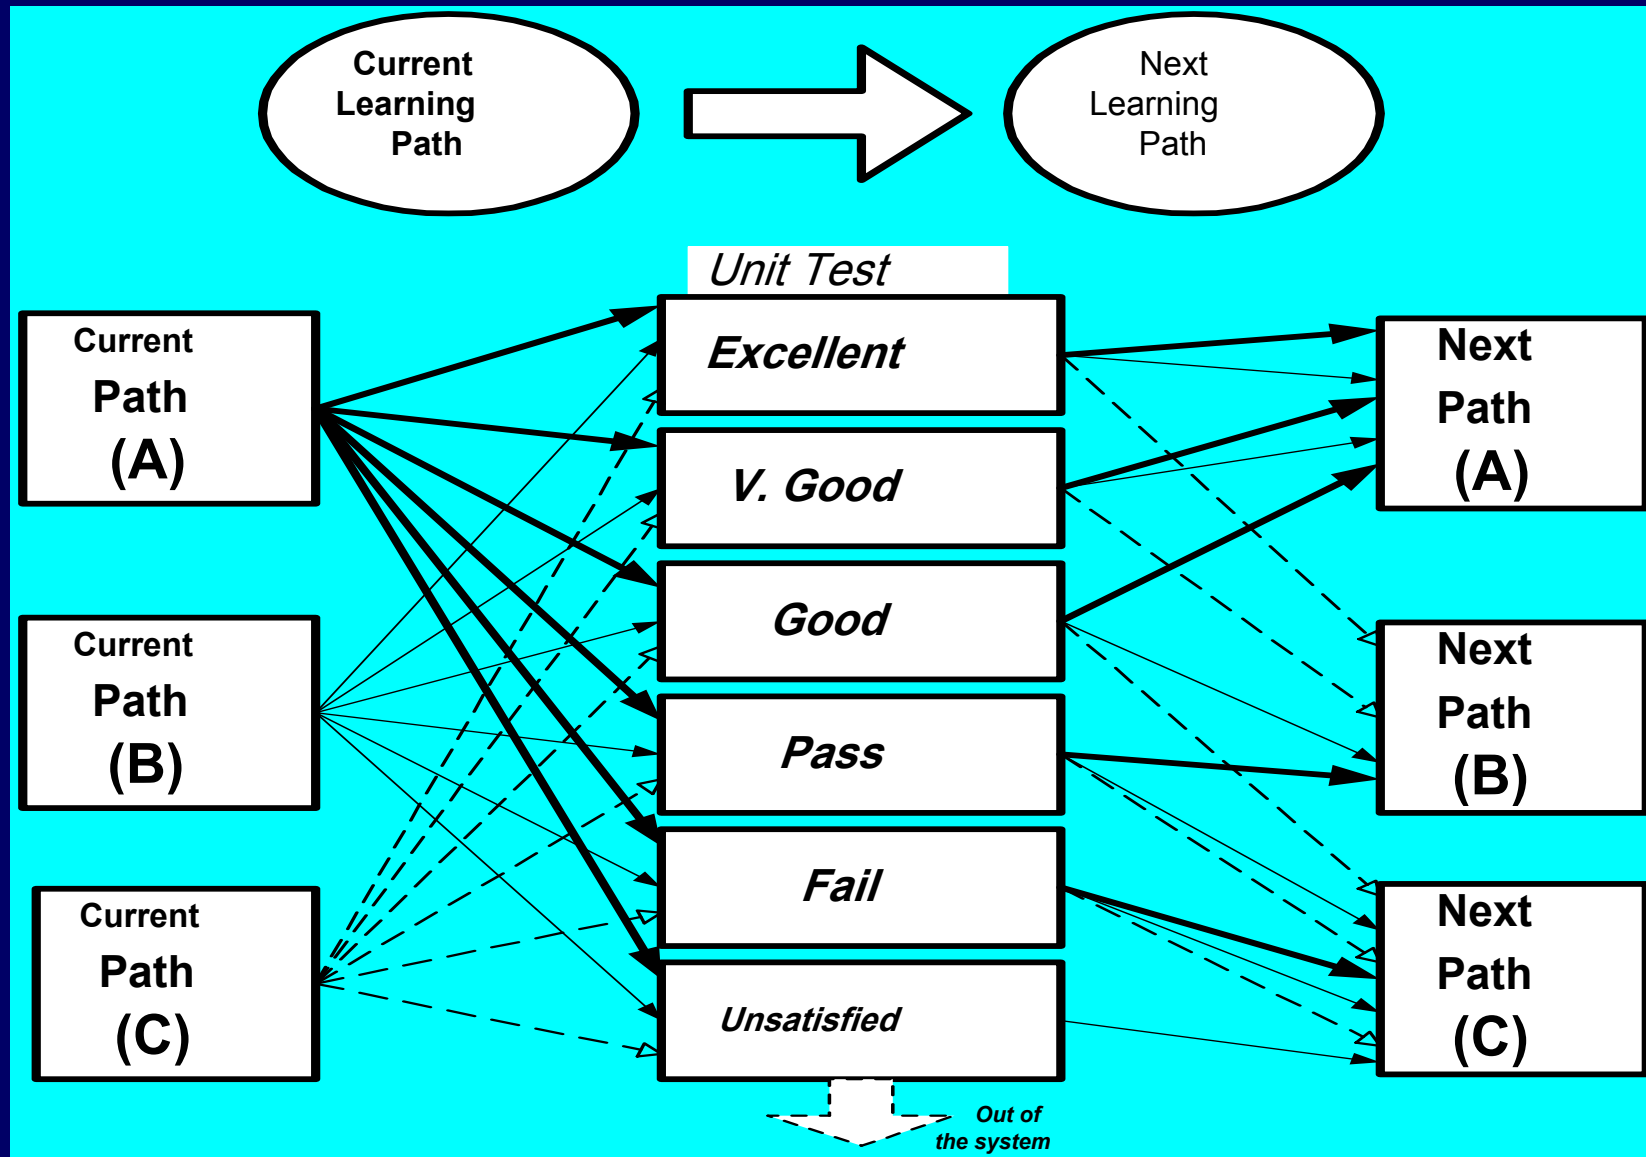 Current
Learning
Path
Next
Learning
Path
Unit Test
Current
Path
(A)
Excellent
Next
Path
(A)
V. Good
Current
Path
(B)
Good
Next
Path
(B)
Pass
Current
Path
(C)
Fail
Next
Path
(C)
Unsatisfied
Out of
the system